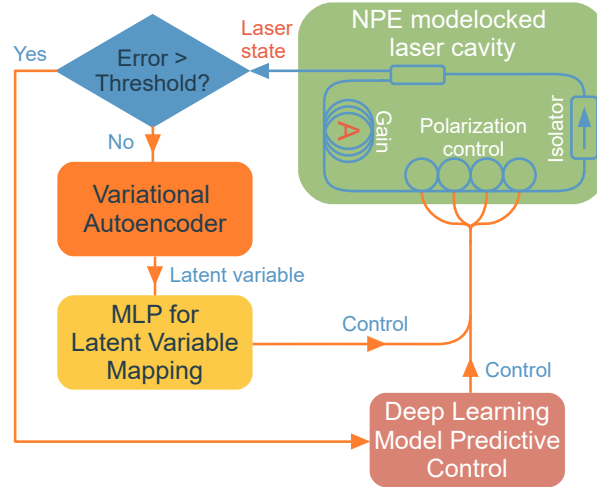 NPE modelocked
laser cavity
Yes
Laser
state
Error >
Threshold?
A
Gain
Polarization
control
Isolator
No
Variational
Autoencoder
Latent variable
MLP for
Latent Variable
Mapping
Control
Control
Deep Learning
Model Predictive
Control